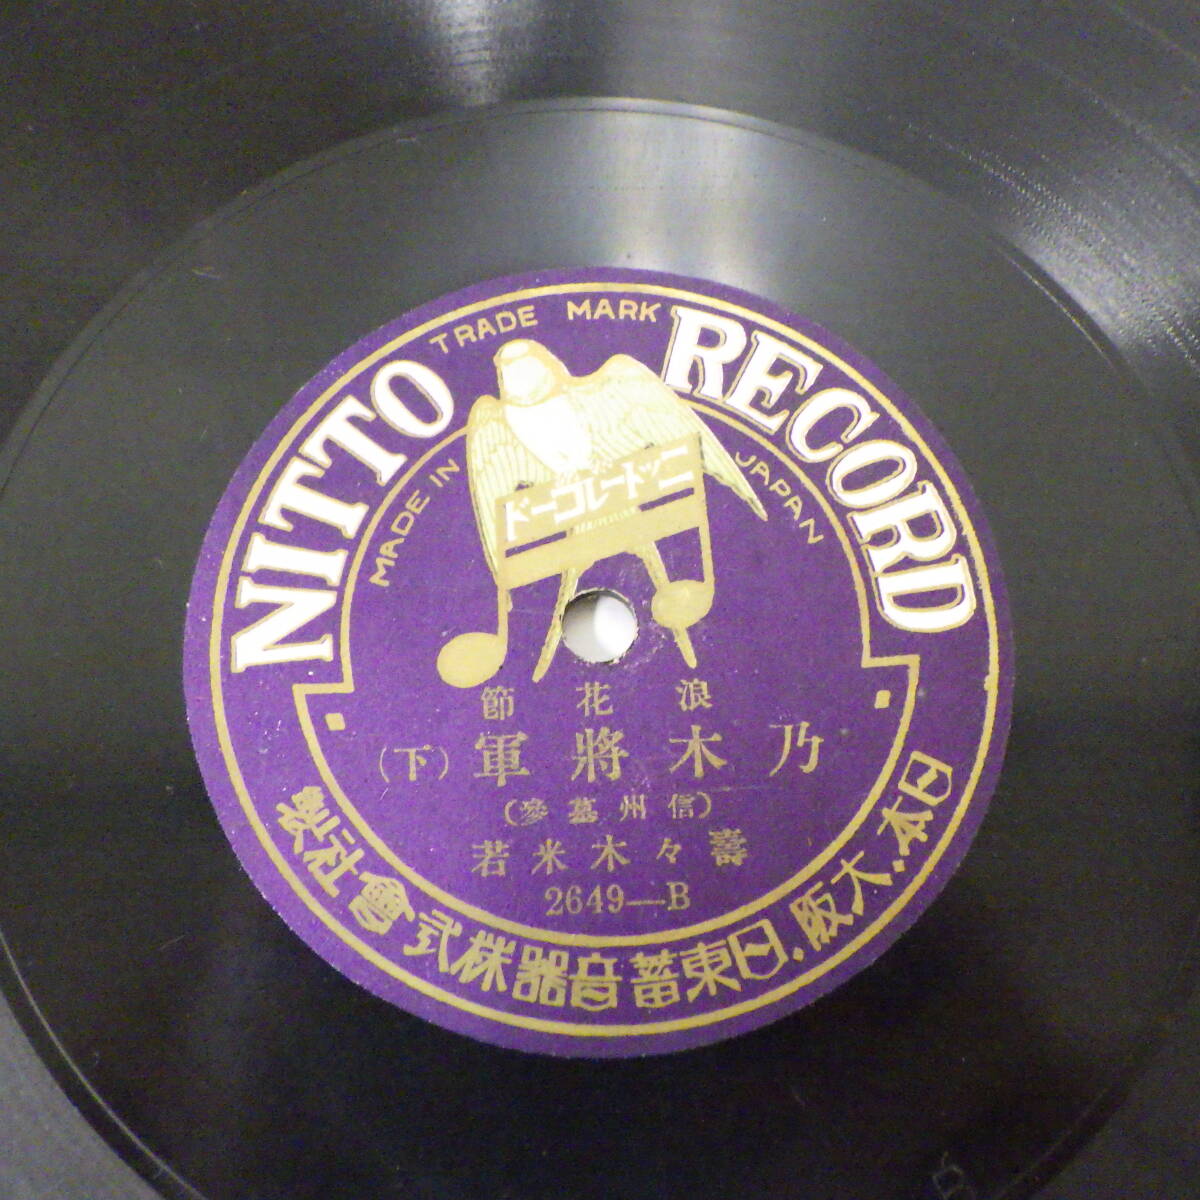 TRADE MARK
NITTO RECORD
MADE IN JAPAN
ニットーレコード
浪花節
乃木將軍(下)
(信州墓參)
壽々木米若
2649—B
日本.大阪.日東蓄音器株式會社製